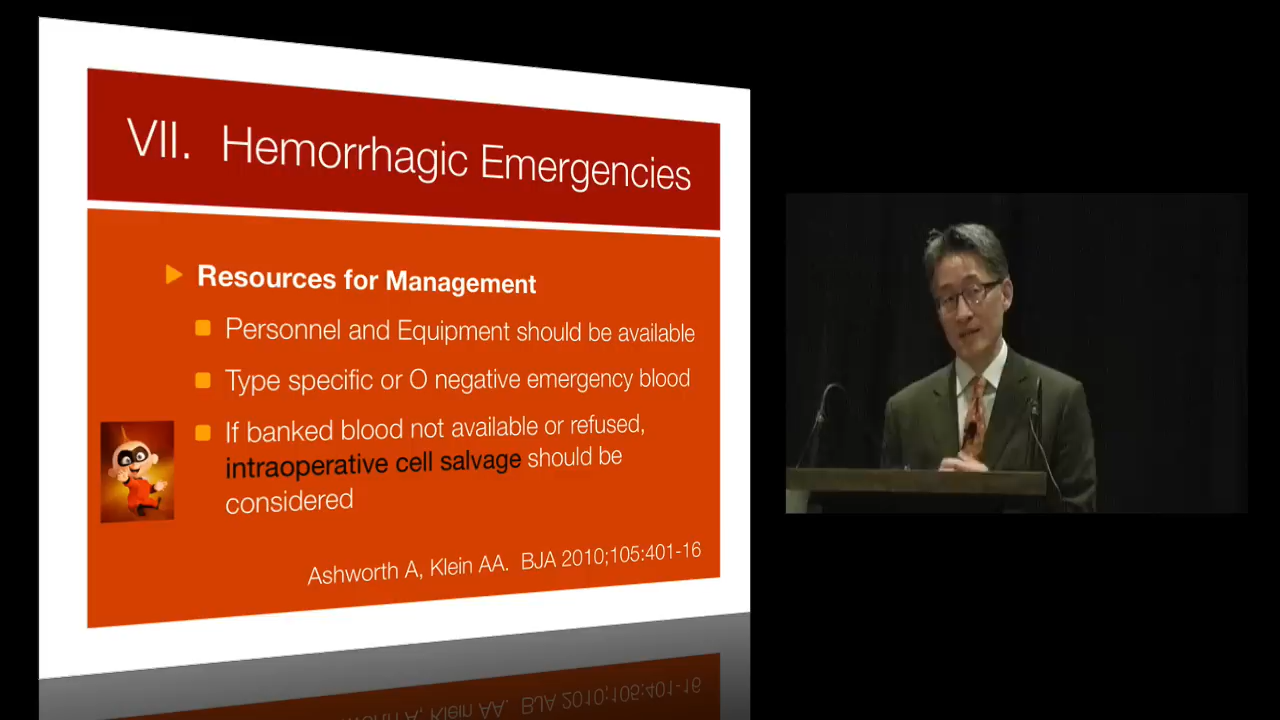 VII. Hemorrhagic Emergencies
Resources for Management
Personnel and Equipment should be available
Type specific or O negative emergency blood
If banked blood not available or refused,
intraoperative cell salvage should be
considered
Ashworth A, Klein AA. BJA 2010;105:401-16